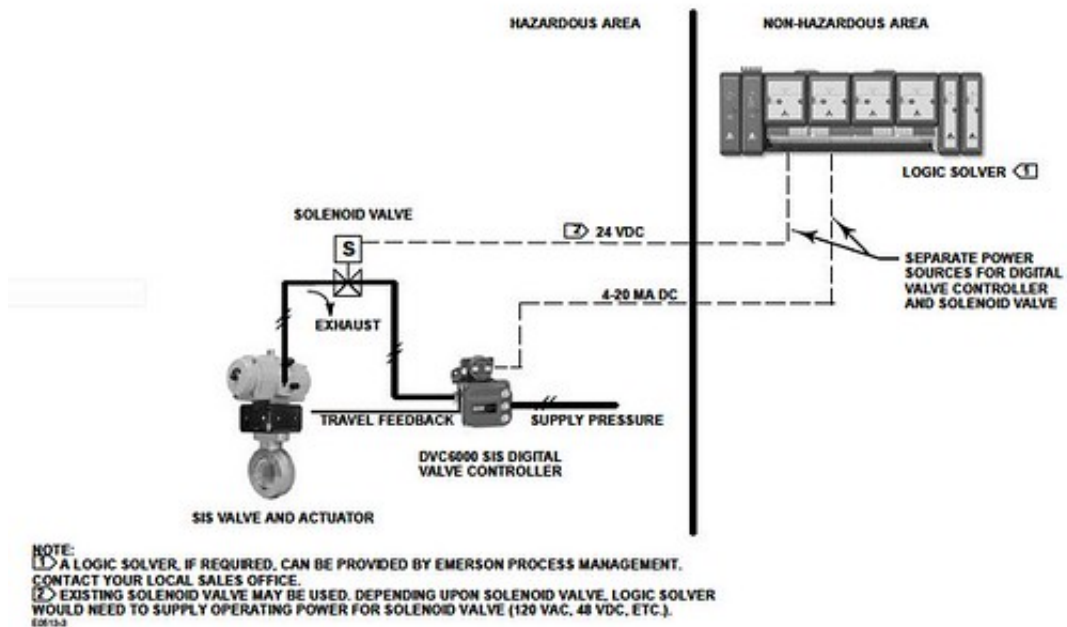 HAZARDOUS AREA
NON-HAZARDOUS AREA
LOGIC SOLVER 1
SOLENOID VALVE
S
2 24 VDC
SEPARATE POWER
SOURCES FOR DIGITAL
VALVE CONTROLLER
AND SOLENOID VALVE
4-20 MA DC
EXHAUST
TRAVEL FEEDBACK
SUPPLY PRESSURE
DVC6000 SIS DIGITAL
VALVE CONTROLLER
SIS VALVE AND ACTUATOR
NOTE:
1 A LOGIC SOLVER, IF REQUIRED, CAN BE PROVIDED BY EMERSON PROCESS MANAGEMENT.
CONTACT YOUR LOCAL SALES OFFICE.
2 EXISTING SOLENOID VALVE MAY BE USED. DEPENDING UPON SOLENOID VALVE, LOGIC SOLVER
WOULD NEED TO SUPPLY OPERATING POWER FOR SOLENOID VALVE (120 VAC, 48 VDC, ETC.).